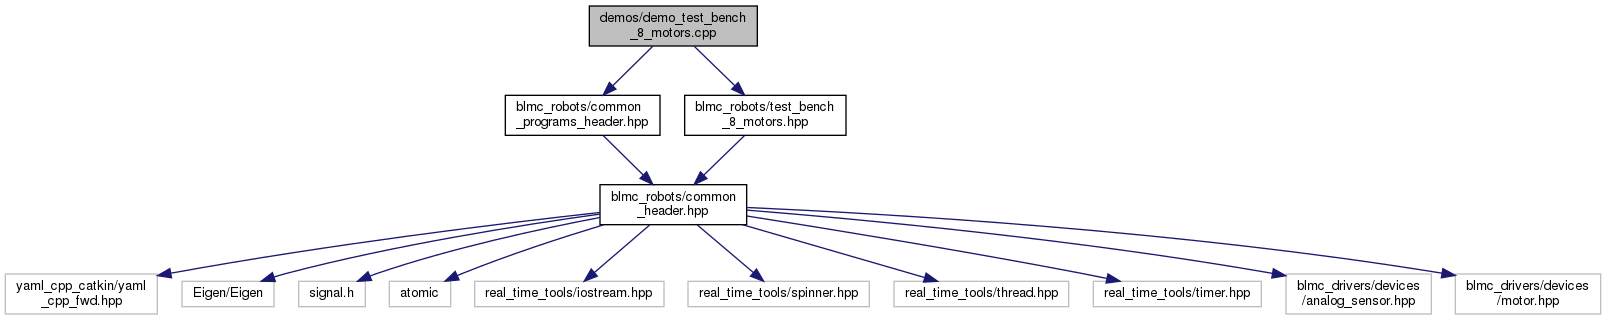 demos/demo_test_bench
_8_motors.cpp
blmc_robots/common
_programs_header.hpp
blmc_robots/test_bench
_8_motors.hpp
blmc_robots/common
_header.hpp
yaml_cpp_catkin/yaml
_cpp_fwd.hpp
Eigen/Eigen
signal.h
atomic
real_time_tools/iostream.hpp
real_time_tools/spinner.hpp
real_time_tools/thread.hpp
real_time_tools/timer.hpp
blmc_drivers/devices
/analog_sensor.hpp
blmc_drivers/devices
/motor.hpp